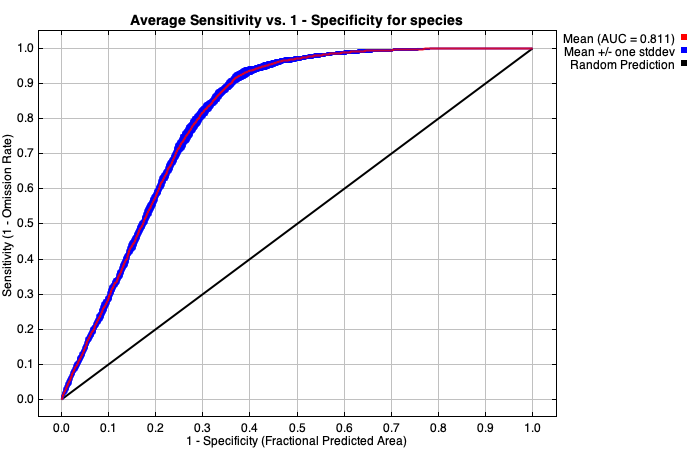 Average Sensitivity vs. 1 - Specificity for species
Mean (AUC = 0.811)
Mean +/- one stddev
Random Prediction
Sensitivity (1 - Omission Rate)
1.0
0.9
0.8
0.7
0.6
0.5
0.4
0.3
0.2
0.1
0.0
0.0 0.1 0.2 0.3 0.4 0.5 0.6 0.7 0.8 0.9 1.0
1 - Specificity (Fractional Predicted Area)